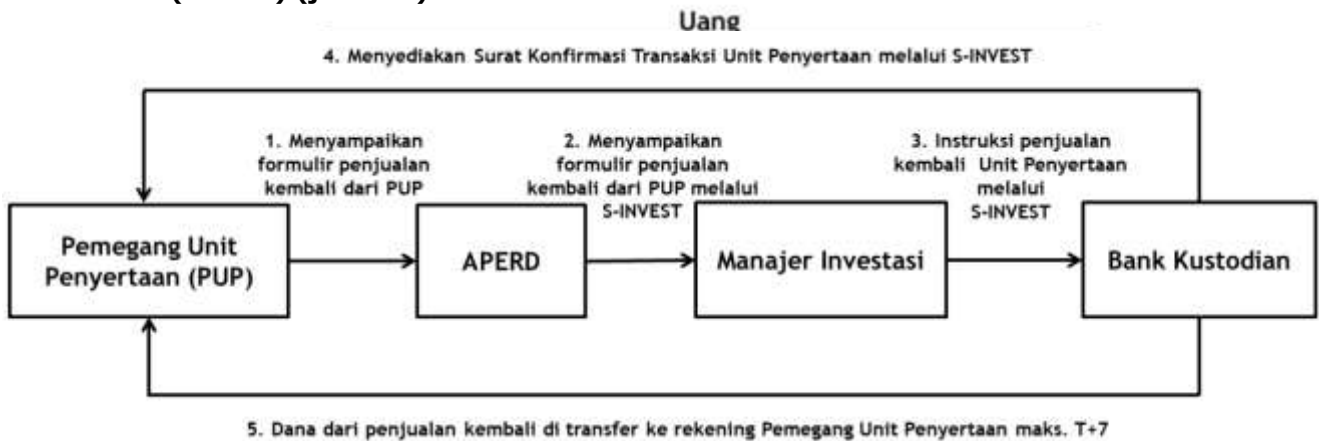 Uang
4. Menyediakan Surat Konfirmasi Transaksi Unit Penyertaan melalui S-INVEST
1. Menyampaikan
formulir penjualan
kembali dari PUP
2. Menyampaikan
formulir penjualan
kembali dari PUP melalui
S-INVEST
3. Instruksi penjualan
kembali Unit Penyertaan
melalui
S-INVEST
Pemegang Unit
Penyertaan (PUP)
APERD
Manajer Investasi
Bank Kustodian
5. Dana dari penjualan kembali di transfer ke rekening Pemegang Unit Penyertaan maks. T+7